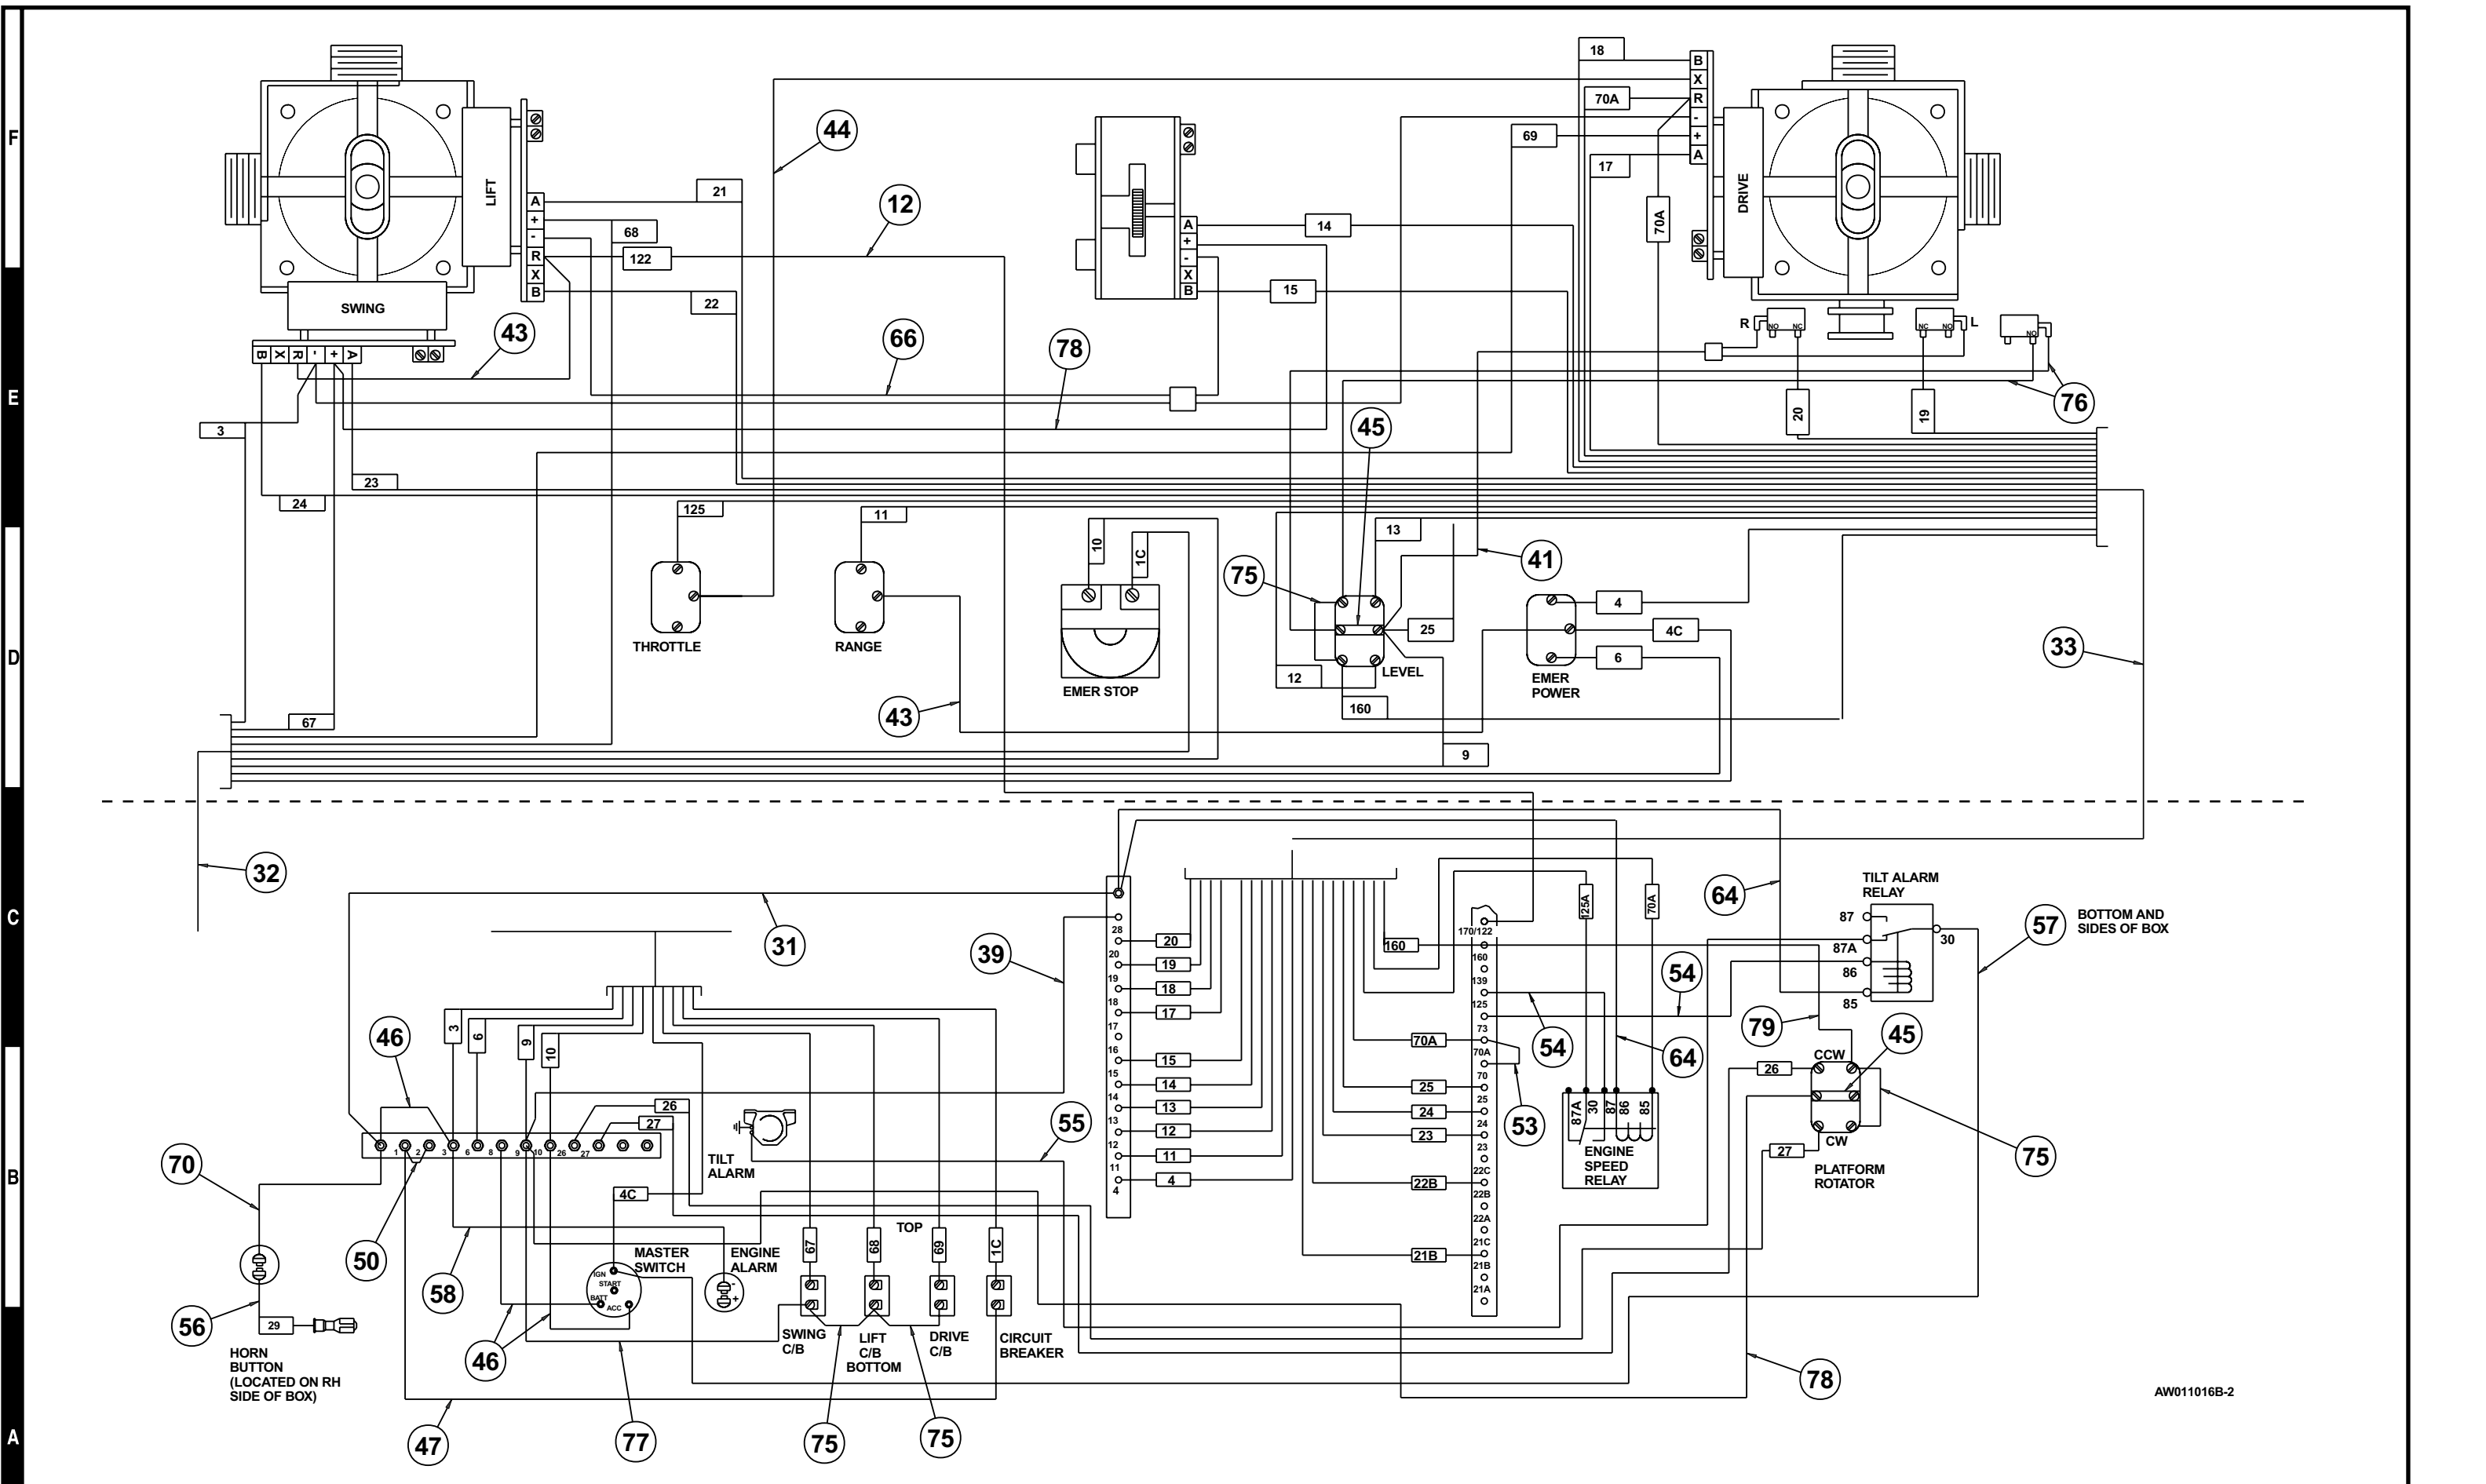 F
E
D
C
B
A
LIFT
A
+
-
R
X
B
SWING
B
X
R
-
+
A
21
68
122
22
44
12
43
66
78
3
23
24
67
A
+
-
X
B
14
15
18
70A
69
17
70A
B
X
R
-
+
A
DRIVE
R
NO
NC
NC
NO
L
NO
20
19
76
45
125
THROTTLE
11
RANGE
43
10
1C
EMER STOP
75
13
41
25
LEVEL
12
160
9
4
4C
6
EMER
POWER
33
32
31
39
28
20
19
18
17
16
15
14
13
12
11
4
20
19
18
17
15
14
13
12
11
4
160
70A
25
24
23
22B
21B
170/122
160
139
125
73
70A
70
25
24
23
22C
22B
22A
21C
21B
21A
125A
70A
54
54
53
64
64
87A
30
87
86
85
ENGINE
SPEED
RELAY
TILT ALARM
RELAY
87
87A
86
85
30
57
BOTTOM AND
SIDES OF BOX
79
45
CCW
CW
26
27
PLATFORM
ROTATOR
75
78
46
3
6
9
10
26
27
1
2
3
6
8
9
10
26
27
TILT
ALARM
55
4C
70
50
58
56
29
HORN
BUTTON
(LOCATED ON RH
SIDE OF BOX)
MASTER
SWITCH
IGN
START
BATT
ACC
46
ENGINE
ALARM
-
+
TOP
67
68
69
1C
SWING
C/B
LIFT
C/B
BOTTOM
DRIVE
C/B
CIRCUIT
BREAKER
47
77
75
75
AW011016B-2